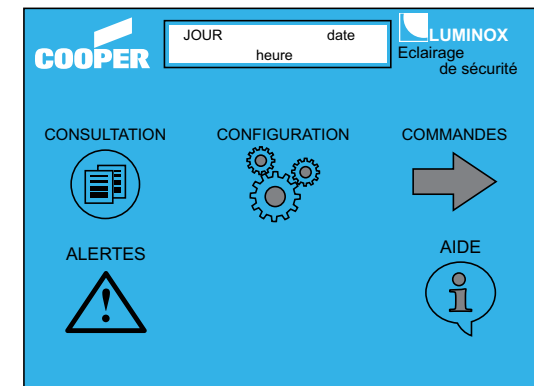 COOPER
JOUR date
heure
LUMINOX
Eclairage
de sécurité
CONSULTATION CONFIGURATION COMMANDES
ALERTES AIDE